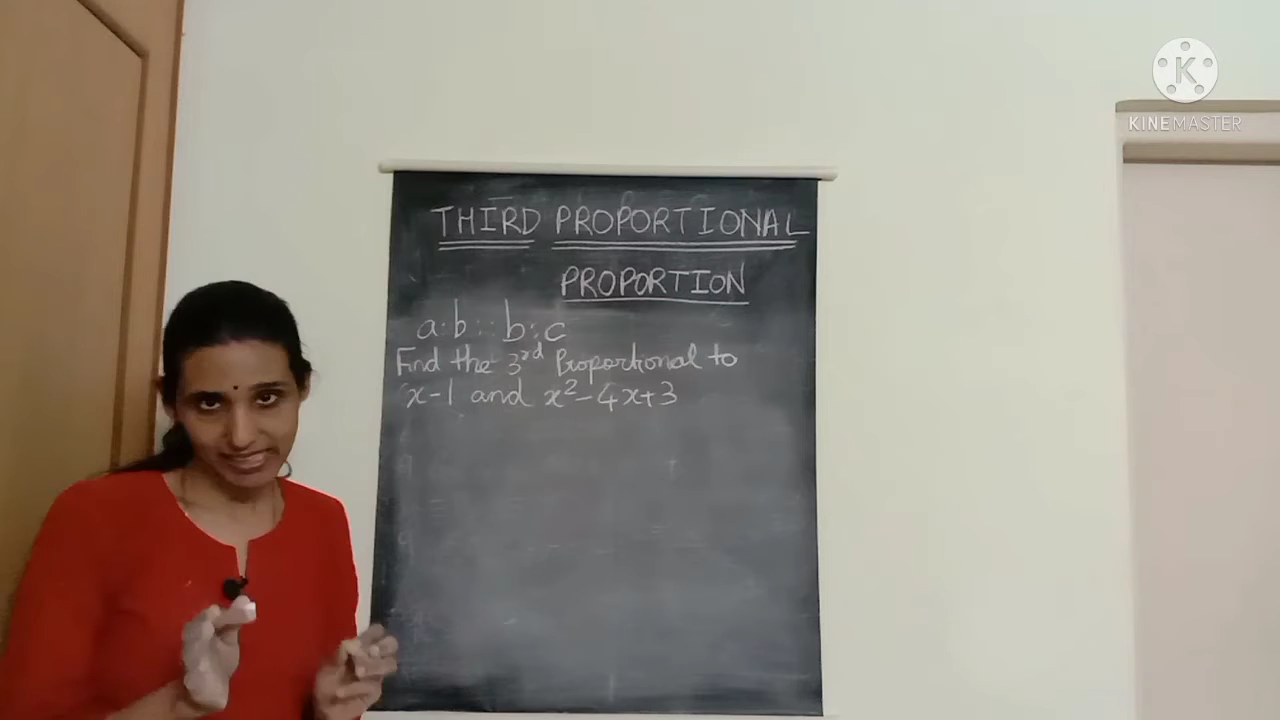 KINEMASTER
THIRD PROPORTIONAL
PROPORTION
a:b :: b:c
Find the 3rd Proportional to
x-1 and x²-4x+3